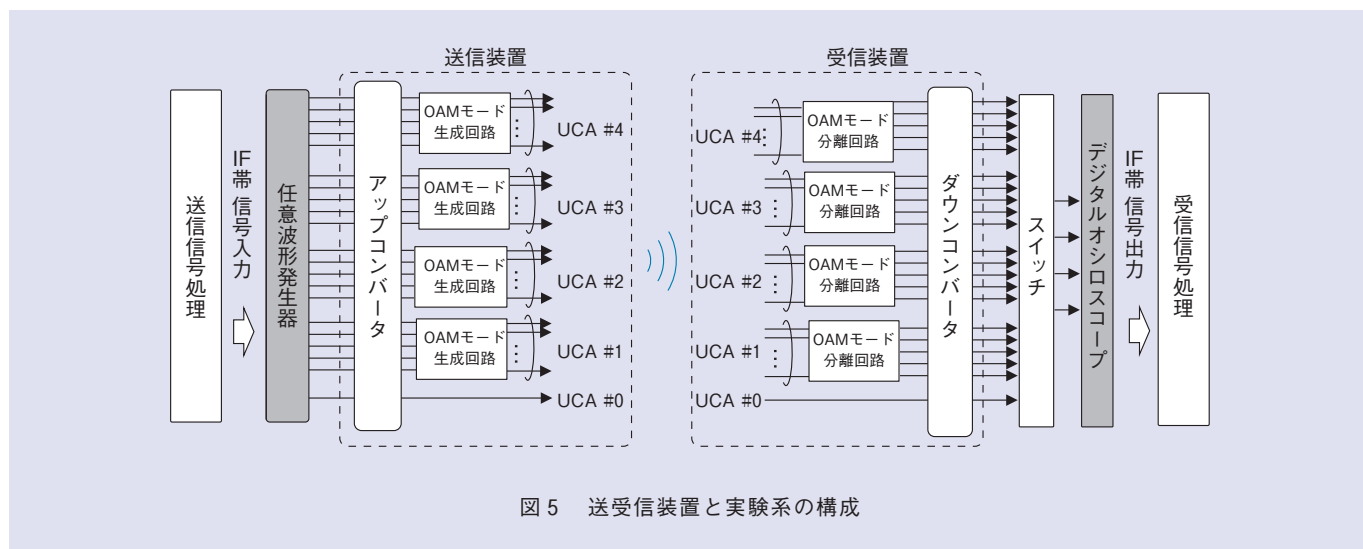 送信装置
受信装置
送信信号処理
IF帯信号入力
任意波形発生器
アップコンバータ
OAMモード
生成回路
UCA #4
OAMモード
生成回路
UCA #3
OAMモード
生成回路
UCA #2
OAMモード
生成回路
UCA #1
UCA #0
UCA #4
OAMモード
分離回路
UCA #3
OAMモード
分離回路
UCA #2
OAMモード
分離回路
UCA #1
OAMモード
分離回路
UCA #0
ダウンコンバータ
スイッチ
デジタルオシロスコープ
IF帯信号出力
受信信号処理
図5 送受信装置と実験系の構成